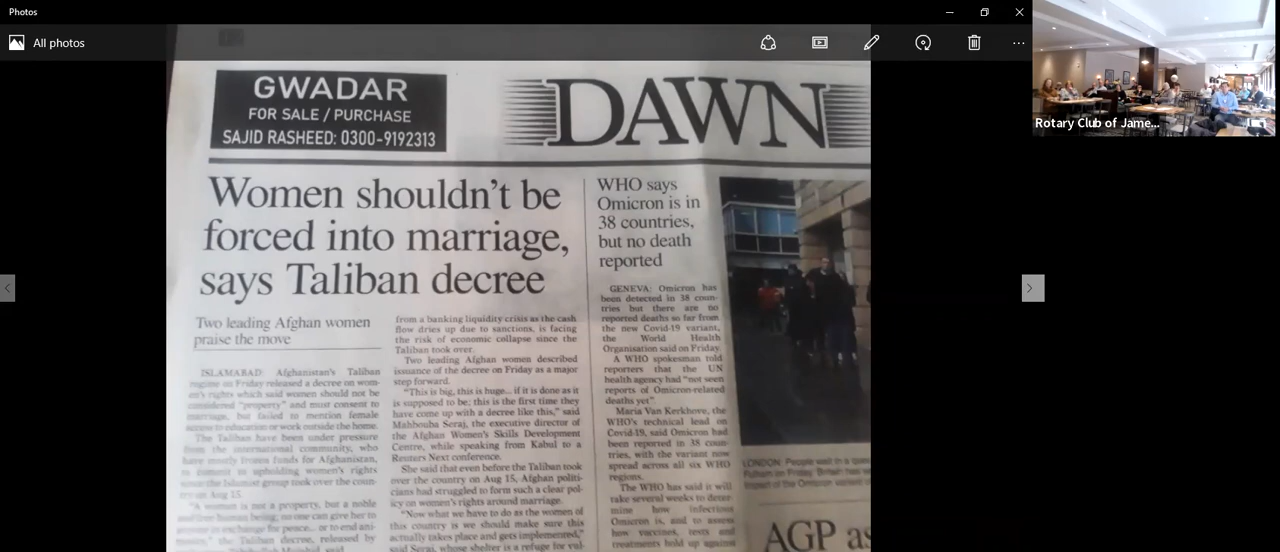 Photos
All photos
Rotary Club of Jame...
GWADAR
FOR SALE / PURCHASE
SAJID RASHEED: 0300-9192313
DAWN
Women shouldn't be
forced into marriage,
says Taliban decree
Two leading Afghan women
praise the move
ISLAMABAD: Afghanistan's Taliban
regime on Friday released a decree on wom-
en's rights which said women should not be
considered "property" and must consent to
marriage, but failed to mention female
access to education or work outside the home.
The Taliban have been under pressure
from the international community, who
have mostly frozen funds for Afghanistan,
to commit to upholding women's rights
since the Islamist group took over the coun-
try on Aug 15.
"A woman is not a property, but a noble
and free human being; no one can give her to
anyone in exchange for peace... or to end ani-
mosity," the Taliban decree, released by
from a banking liquidity crisis as the cash
flow dries up due to sanctions, is facing
the risk of economic collapse since the
Taliban took over.
Two leading Afghan women described
issuance of the decree on Friday as a major
step forward.
"This is big, this is huge... if it is done as it
is supposed to be; this is the first time they
have come up with a decree like this," said
Mahbouba Seraj, the executive director of
the Afghan Women's Skills Development
Centre, while speaking from Kabul to a
Reuters Next conference.
She said that even before the Taliban took
over the country on Aug 15, Afghan politi-
cians had struggled to form such a clear pol-
icy on women's rights around marriage.
"Now what we have to do as the women of
this country is we should make sure this
actually takes place and gets implemented,"
said Seraj, whose shelter is a refuge for vul-
WHO says
Omicron is in
38 countries,
but no death
reported
GENEVA: Omicron has
been detected in 38 coun-
tries but there are no
reported deaths so far from
the new Covid-19 variant,
the World Health
Organisation said on Friday.
A WHO spokesman told
reporters that the UN
health agency had "not seen
reports of Omicron-related
deaths yet".
Maria Van Kerkhove, the
WHO's technical lead on
Covid-19, said Omicron had
been reported in 38 coun-
tries, with the variant now
spread across all six WHO
regions.
The WHO has said it will
take several weeks to deter-
mine how infectious
Omicron is, and to assess
how vaccines, tests and
treatments hold up against
LONDON: People wait in a queue
Fulham on Friday. Britain has
impact of the Omicron variant
AGP as